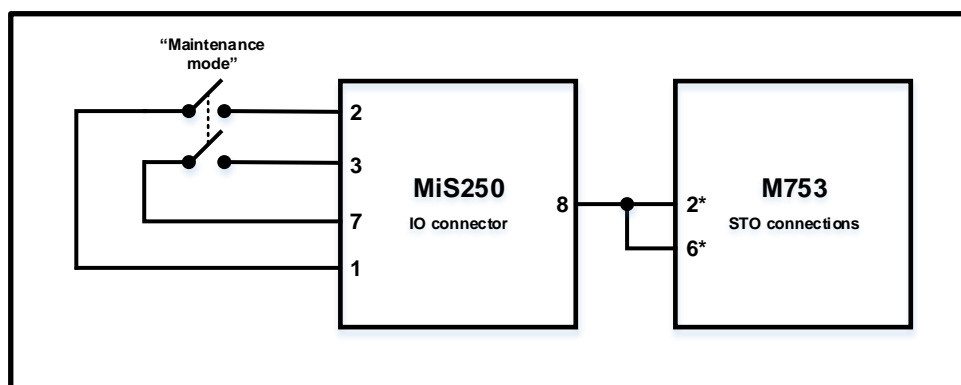 “Maintenance
mode”
2
3
7
1
MiS250
IO connector
8
M753
STO connections
2*
6*